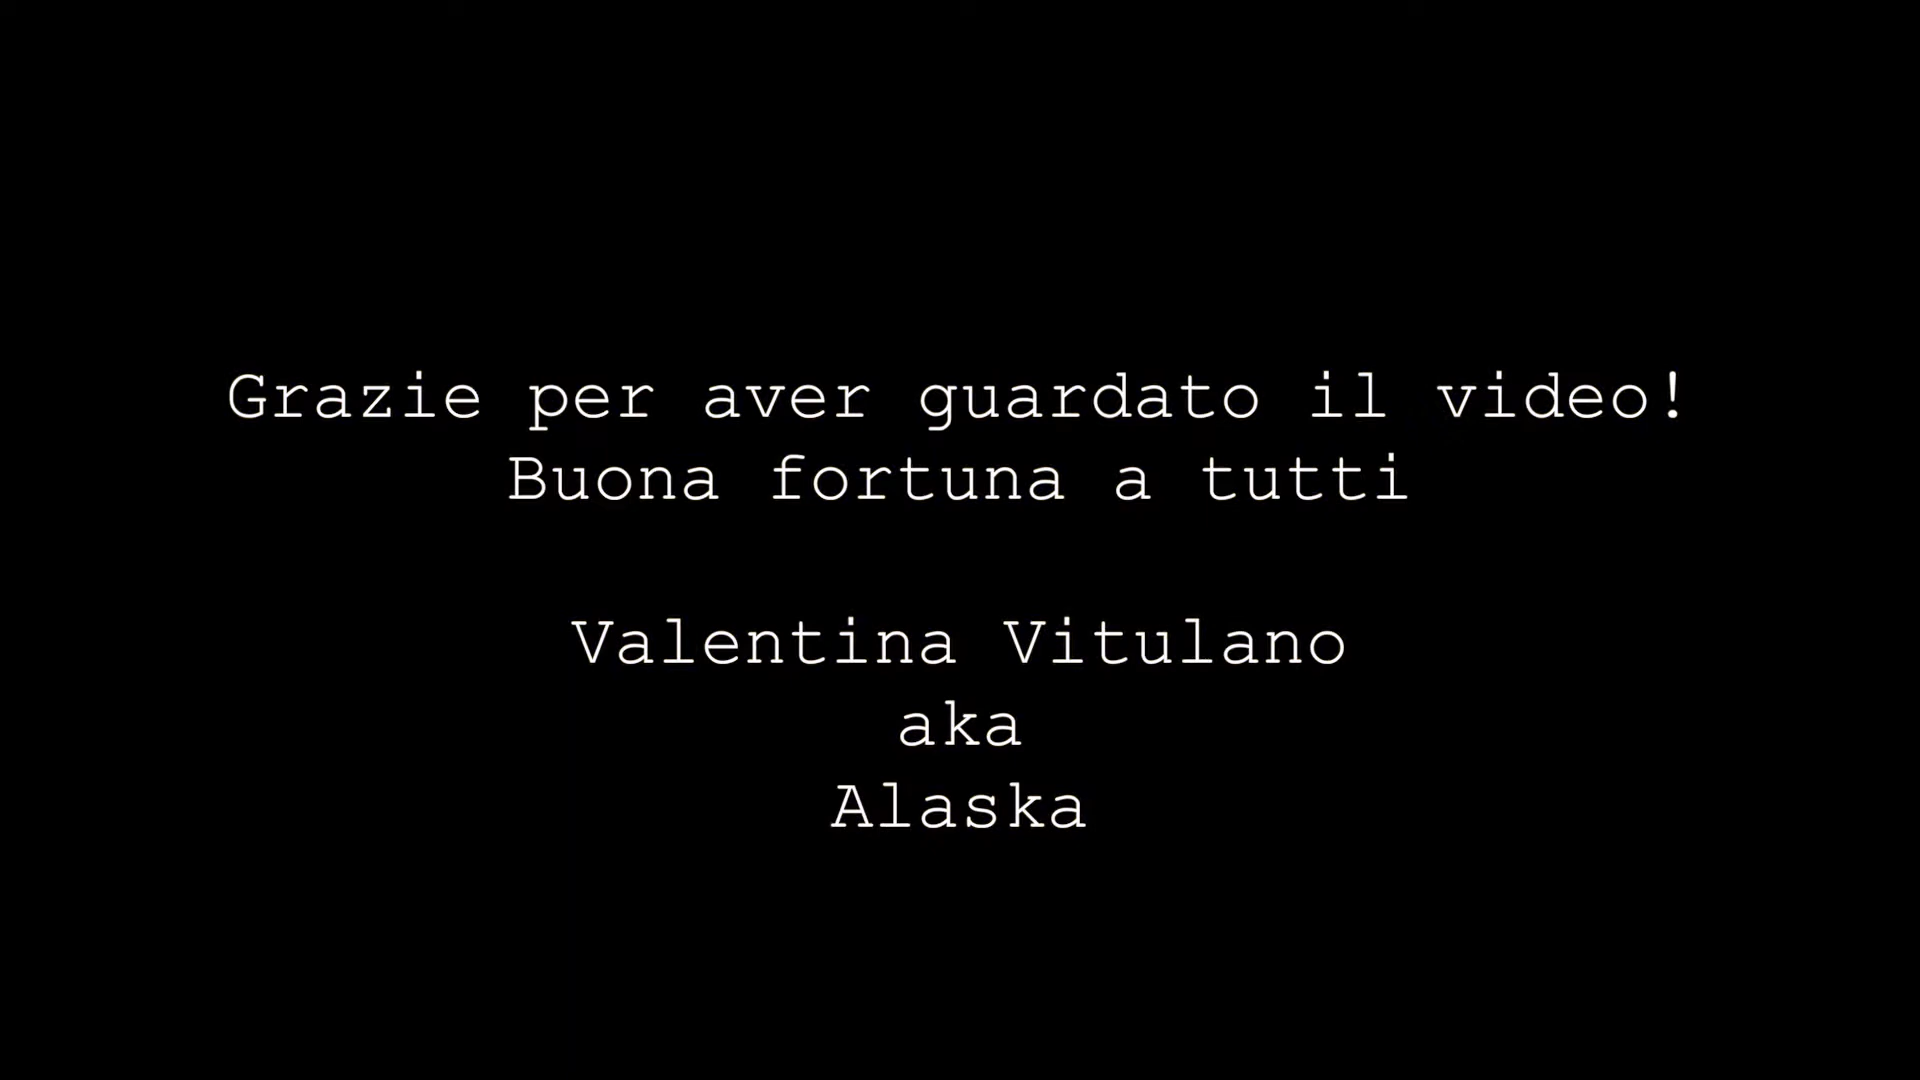 Grazie per aver guardato il video!
Buona fortuna a tutti
Valentina Vitulano
aka
Alaska